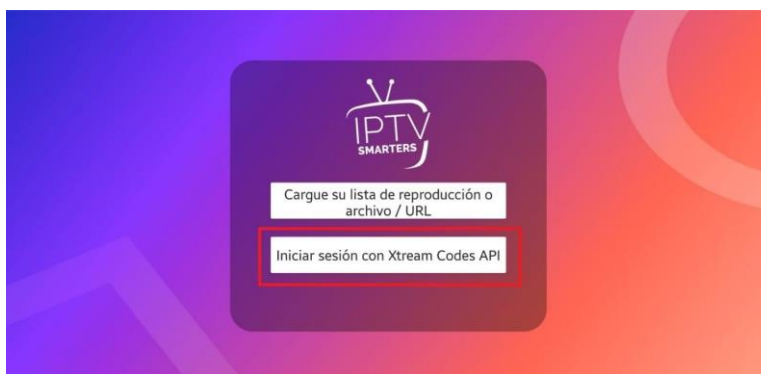 IPTV
SMARTERS
Cargue su lista de reproducción o
archivo / URL
Iniciar sesión con Xtream Codes API